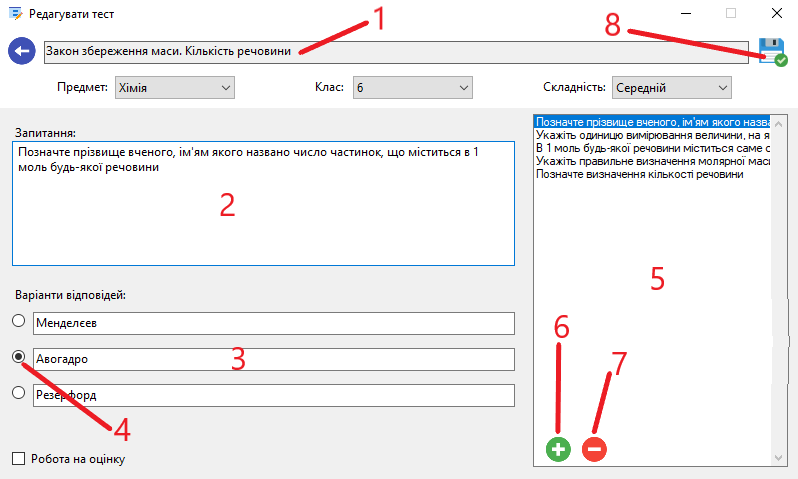 Редагувати тест
1
8
Закон збереження маси. Кількість речовини
Предмет: Хімія Клас: 6 Складність: Середній
Запитання:
Позначте прізвище вченого, ім'ям якого названо число частинок, що міститься в 1
моль будь-якої речовини
2
Варіанти відповідей:
Менделєєв
Авогадро
3
Резерфорд
4
Робота на оцінку
Позначте прізвище вченого, ім'ям якого назва
Укажіть одиницю вимірювання величини, на я
В 1 моль будь-якої речовини міститься саме с
Укажіть правильне визначення молярної маси
Позначте визначення кількості речовини
5
6
7